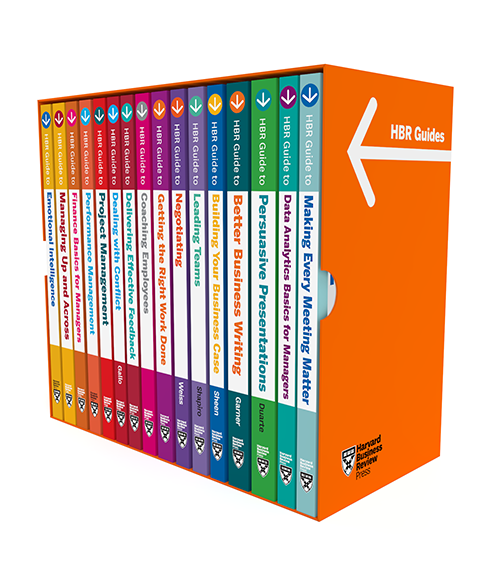 HBR Guide to Emotional Intelligence
HBR Guide to Managing Up and Across
HBR Guide to Finance Basics for Managers
HBR Guide to Performance Management
HBR Guide to Project Management
HBR Guide to Dealing with Conflict Gallo
HBR Guide to Delivering Effective Feedback
HBR Guide to Coaching Employees
HBR Guide to Getting the Right Work Done
HBR Guide to Negotiating Weiss
HBR Guide to Leading Teams Shapiro
HBR Guide to Building Your Business Case Sheen
HBR Guide to Better Business Writing Garner
HBR Guide to Persuasive Presentations Duarte
HBR Guide to Data Analytics Basics for Managers
HBR Guide to Making Every Meeting Matter
HBR Guides
Harvard
Business
Review
Press